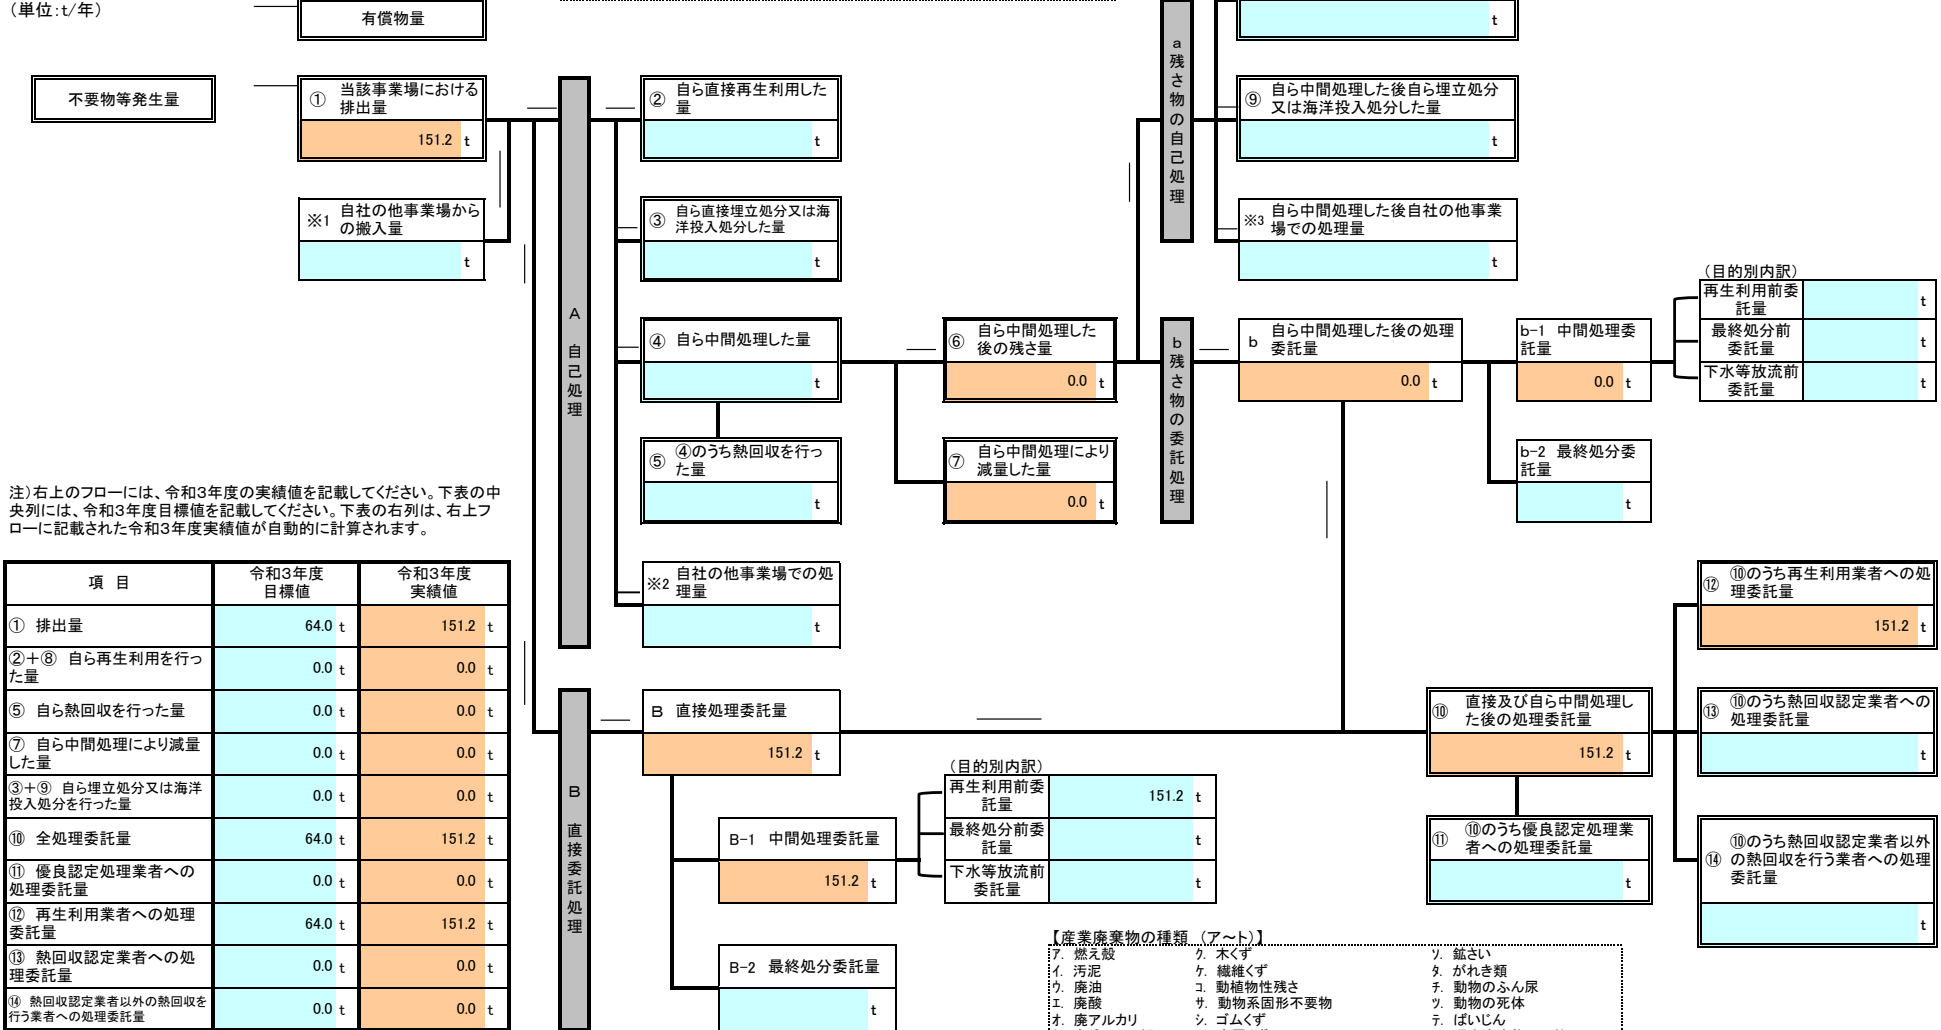 （単位：t/年）
有償物量
t
不要物等発生量
① 当該事業場における
排出量
151.2 t
※1 自社の他事業場から
の搬入量
t
A
自己処理
② 自ら直接再生利用した
量
t
③ 自ら直接埋立処分又は海
洋投入処分した量
t
④ 自ら中間処理した量
t
⑤ ④のうち熱回収を行っ
た量
t
※2 自社の他事業場での処
理量
t
⑥ 自ら中間処理した
後の残さ量
0.0 t
⑦ 自ら中間処理により
減量した量
0.0 t
a
残さ物の自己処理
⑨ 自ら中間処理した後自ら埋立処分
又は海洋投入処分した量
t
※3 自ら中間処理した後自社の他事業
場での処理量
t
b
残さ物の委託処理
b 自ら中間処理した後の処理
委託量
0.0 t
b-1 中間処理委
託量
0.0 t
b-2 最終処分委
託量
t
（目的別内訳）
再生利用前委
託量
t
最終処分前
委託量
t
下水等放流前
委託量
t
注）右上のフローには、令和３年度の実績値を記載してください。下表の中
央列には、令和３年度目標値を記載してください。下表の右列は、右上フ
ローに記載された令和３年度実績値が自動的に計算されます。
項 目 令和3年度
目標値 令和3年度
実績値
① 排出量 64.0 t 151.2 t
②＋⑧ 自ら再生利用を行っ
た量 0.0 t 0.0 t
⑤ 自ら熱回収を行った量 0.0 t 0.0 t
⑦ 自ら中間処理により減量
した量 0.0 t 0.0 t
③＋⑨ 自ら埋立処分又は海洋
投入処分を行った量 0.0 t 0.0 t
⑩ 全処理委託量 64.0 t 151.2 t
⑪ 優良認定処理業者への
処理委託量 0.0 t 0.0 t
⑫ 再生利用業者への処理
委託量 64.0 t 151.2 t
⑬ 熱回収認定業者への処
理委託量 0.0 t 0.0 t
⑭ 熱回収認定業者以外の熱回収を
行う業者への処理委託量 0.0 t 0.0 t
B
直接委託処理
B 直接処理委託量
151.2 t
B-1 中間処理委託量
151.2 t
B-2 最終処分委託量
t
（目的別内訳）
再生利用前委
託量
151.2 t
最終処分前委
託量
t
下水等放流前
委託量
t
⑩ 直接及び自ら中間処理し
た後の処理委託量
151.2 t
⑪ ⑩のうち優良認定処理業
者への処理委託量
t
⑫ ⑩のうち再生利用業者への処
理委託量
151.2 t
⑬ ⑩のうち熱回収認定業者への
処理委託量
t
⑭ ⑩のうち熱回収認定業者以外
の熱回収を行う業者への処理
委託量
t
【産業廃棄物の種類 （ア～ト）】
ア. 燃え殻 ク. 木くず ソ. 鉱さい
イ. 汚泥 ケ. 繊維くず タ. がれき類
ウ. 廃油 コ. 動植物性残さ チ. 動物のふん尿
エ. 廃酸 サ. 動物系固形不要物 ツ. 動物の死体
オ. 廃アルカリ シ. ゴムくず テ. ばいじん